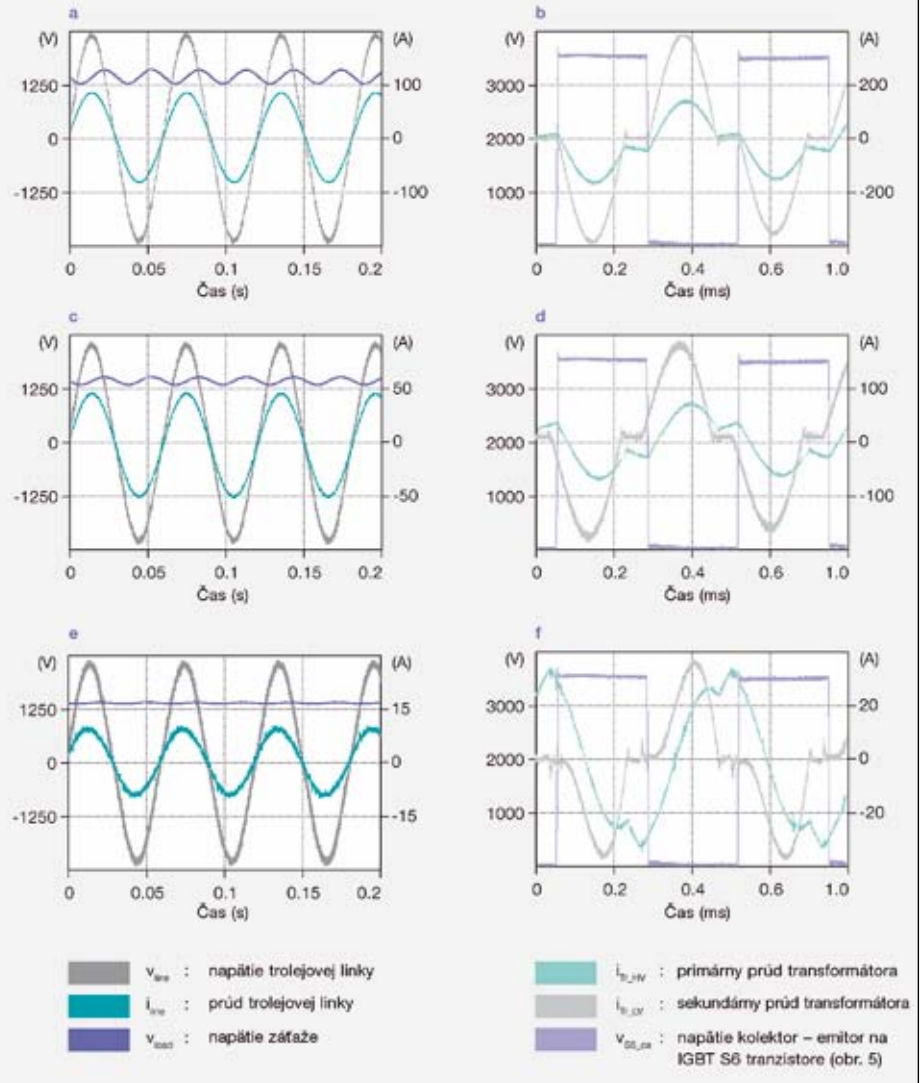 a
(V) (A)
1250 100
0 0
-1250 -100
0 0.05 0.1 0.15 0.2
Čas (s)
b
(V) (A)
3000 200
2000 0
1000 -200
0 0.2 0.4 0.6 1.0
Čas (ms)
c
(V) (A)
1250 50
0 0
-1250 -50
0 0.05 0.1 0.15 0.2
Čas (s)
d
(V) (A)
3000 100
2000 0
1000 -100
0 0.2 0.4 0.6 1.0
Čas (ms)
e
(V) (A)
1250 15
0 0
-1250 -15
0 0.05 0.1 0.15 0.2
Čas (s)
f
(V) (A)
3000 20
2000 0
1000 -20
0 0.2 0.4 0.6 1.0
Čas (ms)
v line : napätie trolejovej linky
i line : prúd trolejovej linky
v load : napätie záťaže
i Tr_HV : primárny prúd transformátora
i Tr_LV : sekundárny prúd transformátora
v S6_ce : napätie kolektor – emitor na
IGBT S6 tranzistore (obr. 5)